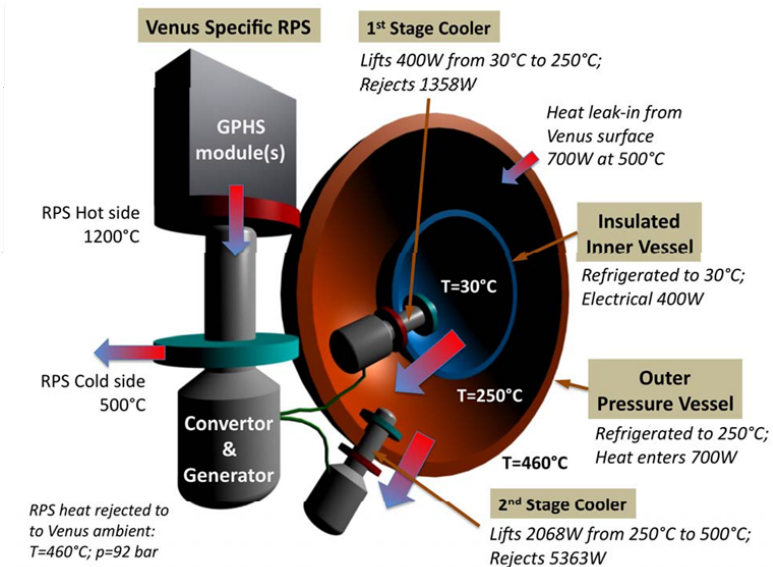 Venus Specific RPS
1st Stage Cooler
Lifts 400W from 30°C to 250°C;
Rejects 1358W
GPHS
module(s)
Heat leak-in from
Venus surface
700W at 500°C
RPS Hot side
1200°C
Insulated
Inner Vessel
Refrigerated to 30°C;
Electrical 400W
T=30°C
RPS Cold side
500°C
T=250°C
Outer
Pressure Vessel
Refrigerated to 250°C;
Heat enters 700W
Convertor
&
Generator
T=460°C
2nd Stage Cooler
Lifts 2068W from 250°C to 500°C;
Rejects 5363W
RPS heat rejected to
to Venus ambient:
T=460°C; p=92 bar